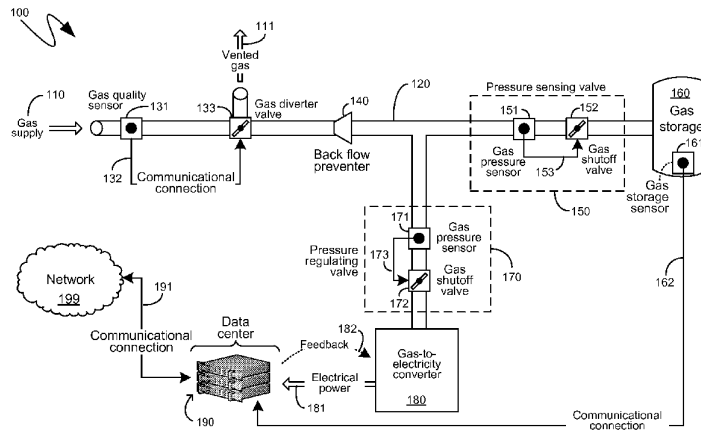 100
111
Vented
gas
110
Gas
supply
Gas quality
sensor
131
132
Communicational
connection
133
Gas diverter
valve
140
Back flow
preventer
120
Pressure sensing valve
151
152
Gas
pressure
sensor
153
Gas
shutoff
valve
150
160
Gas
storage
161
Gas
storage
sensor
162
171
Gas
pressure
sensor
Pressure
regulating
valve
173
Gas
shutoff
valve
172
170
Network
199
191
Communicational
connection
Data
center
190
182
Feedback
Electrical
power
181
Gas-to-
electricity
converter
180
Communicational
connection